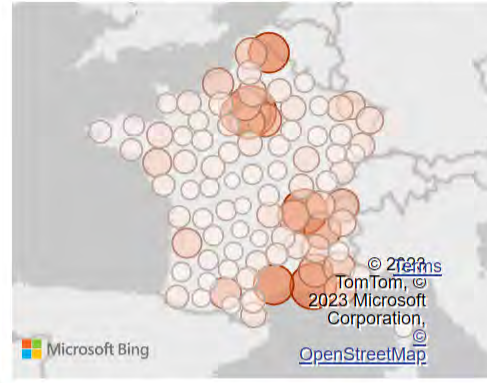 © 2023
Terms
TomTom, ©
2023 Microsoft
Corporation,
©
OpenStreetMap
Microsoft Bing